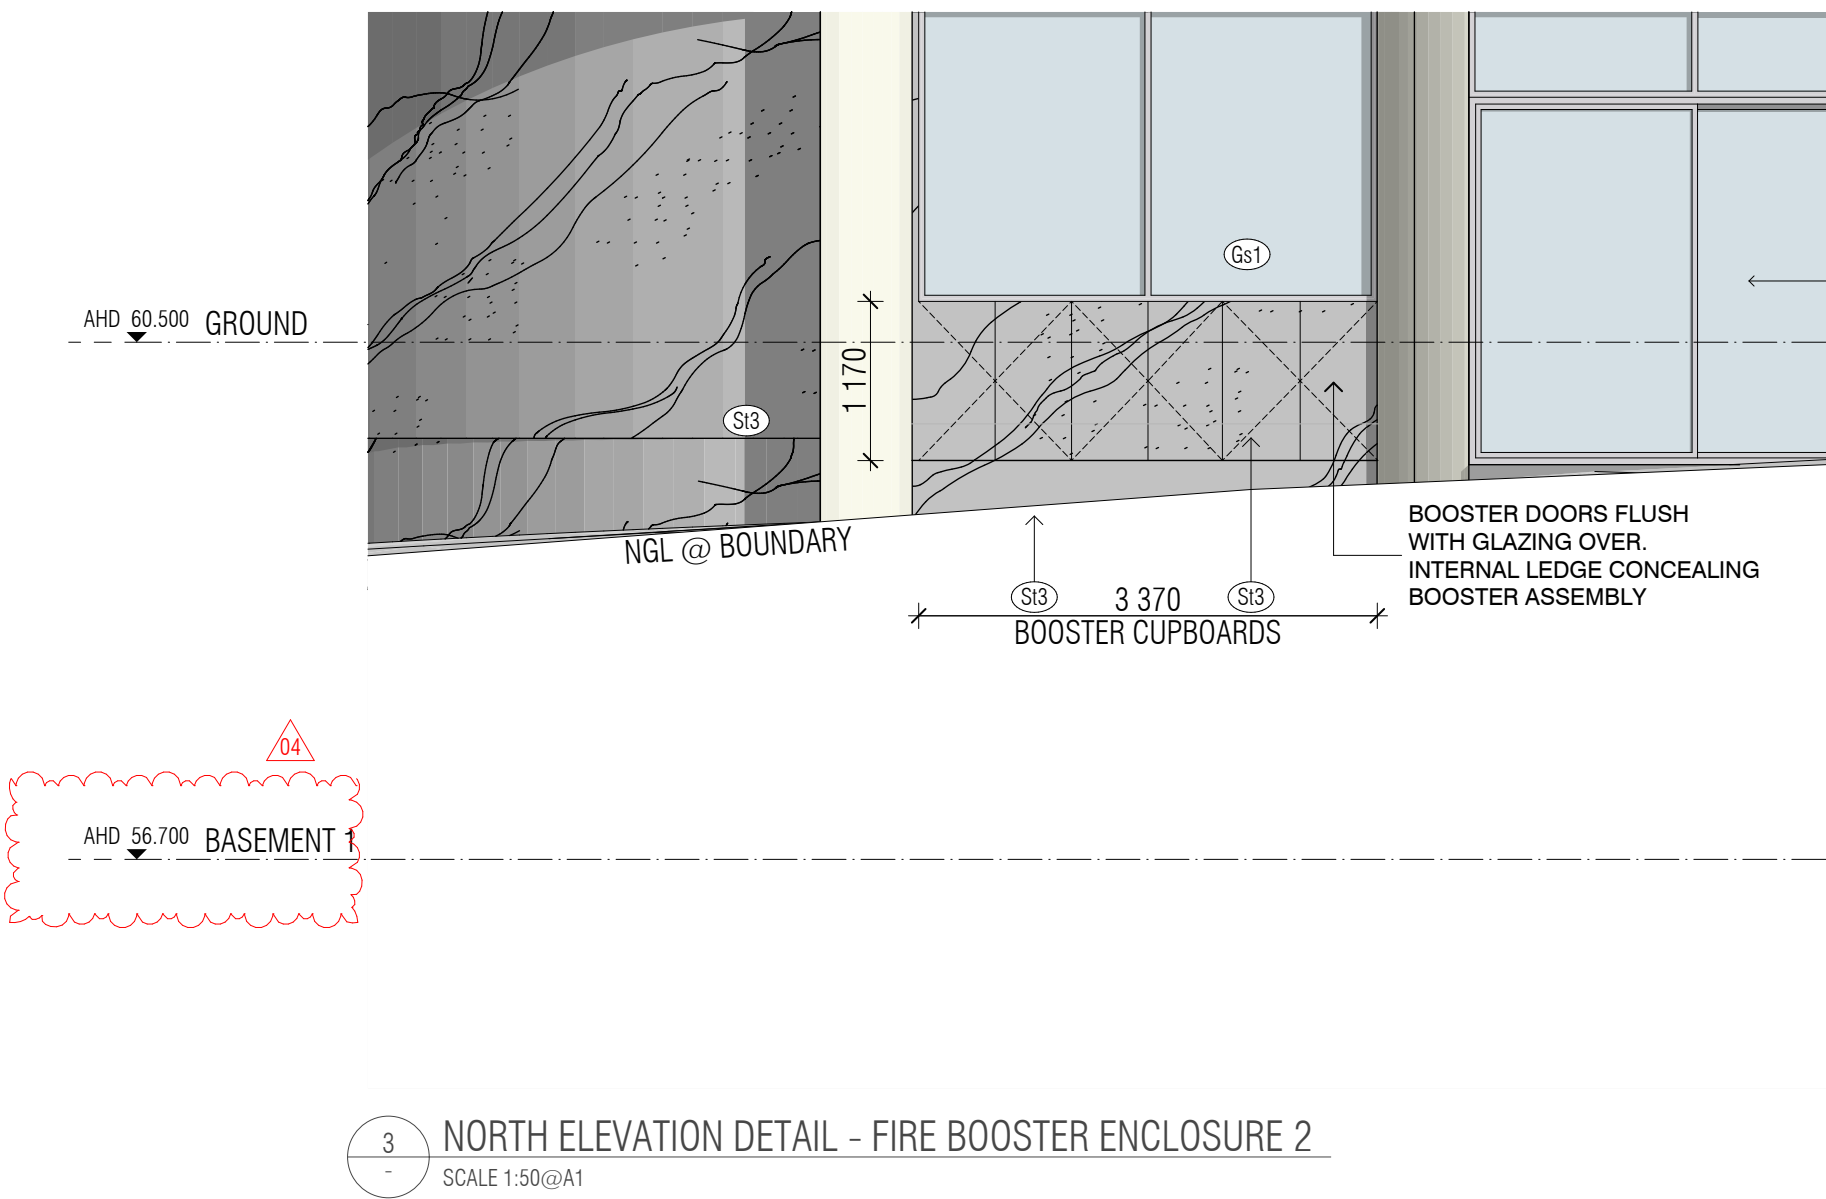 Gs1
AHD 60.500 GROUND
1 170
St3
NGL @ BOUNDARY
BOOSTER DOORS FLUSH
WITH GLAZING OVER.
INTERNAL LEDGE CONCEALING
BOOSTER ASSEMBLY
St3
3 370
St3
BOOSTER CUPBOARDS
04
AHD 56.700 BASEMENT 1
3
-
NORTH ELEVATION DETAIL - FIRE BOOSTER ENCLOSURE 2
SCALE 1:50@A1